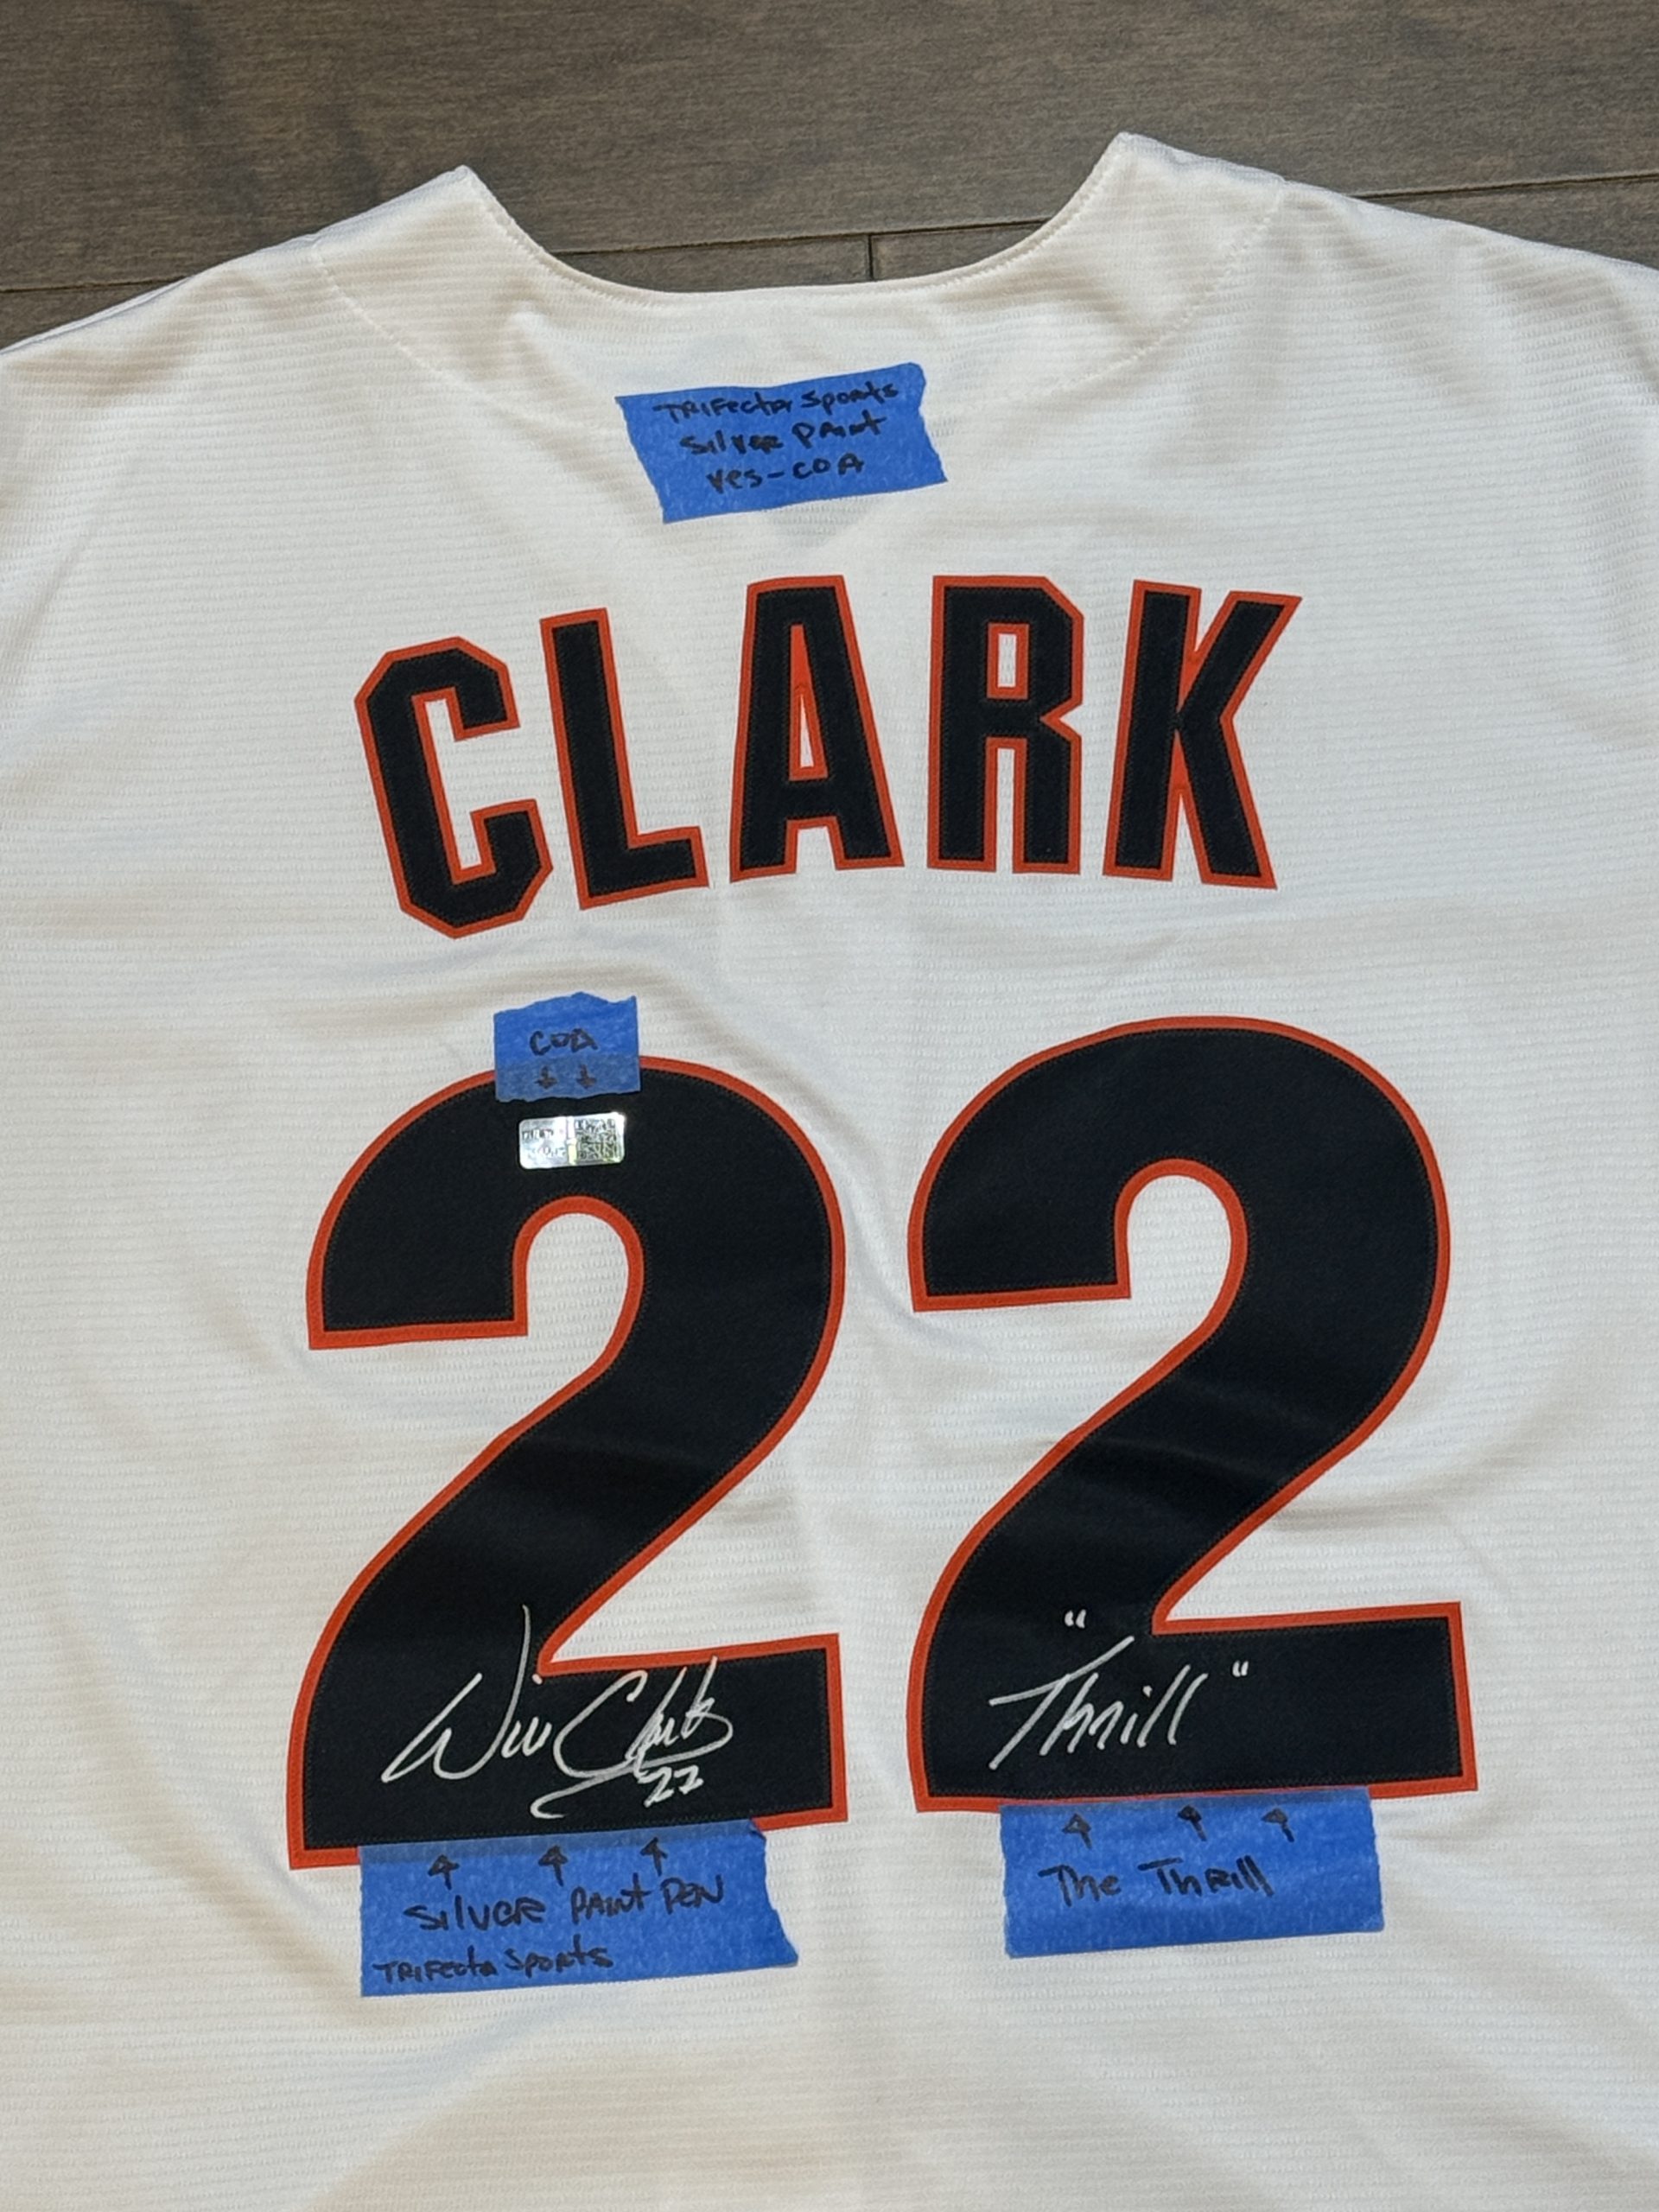 TRIFecta Sports
Silver Paint
Yes-COA
CLARK
COA
22
Will Clark
22
"Thrill"
Silver Paint Pen
TRIFecta Sports
The Thrill